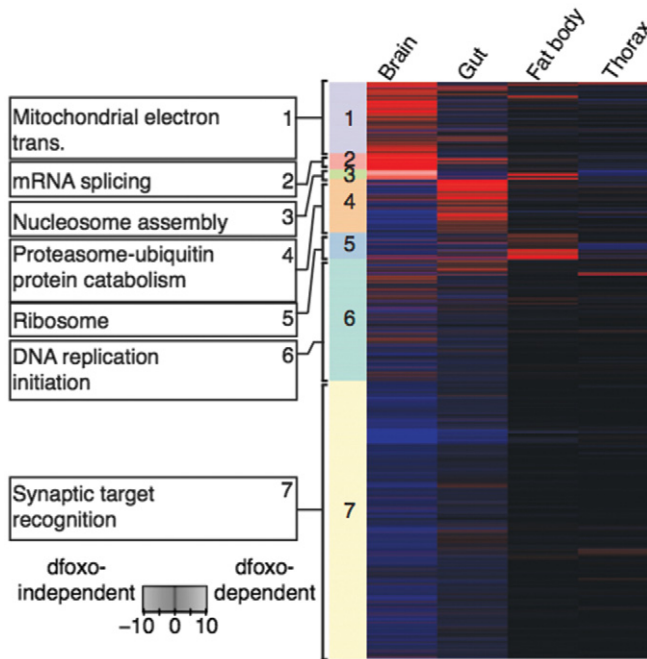 Brain
Gut
Fat body
Thorax
Mitochondrial electron 1
trans.
mRNA splicing 2
Nucleosome assembly 3
Proteasome-ubiquitin 4
protein catabolism
Ribosome 5
DNA replication 6
initiation
Synaptic target 7
recognition
1
2
3
4
5
6
7
dfoxo-
independent
dfoxo-
dependent
−10 0 10